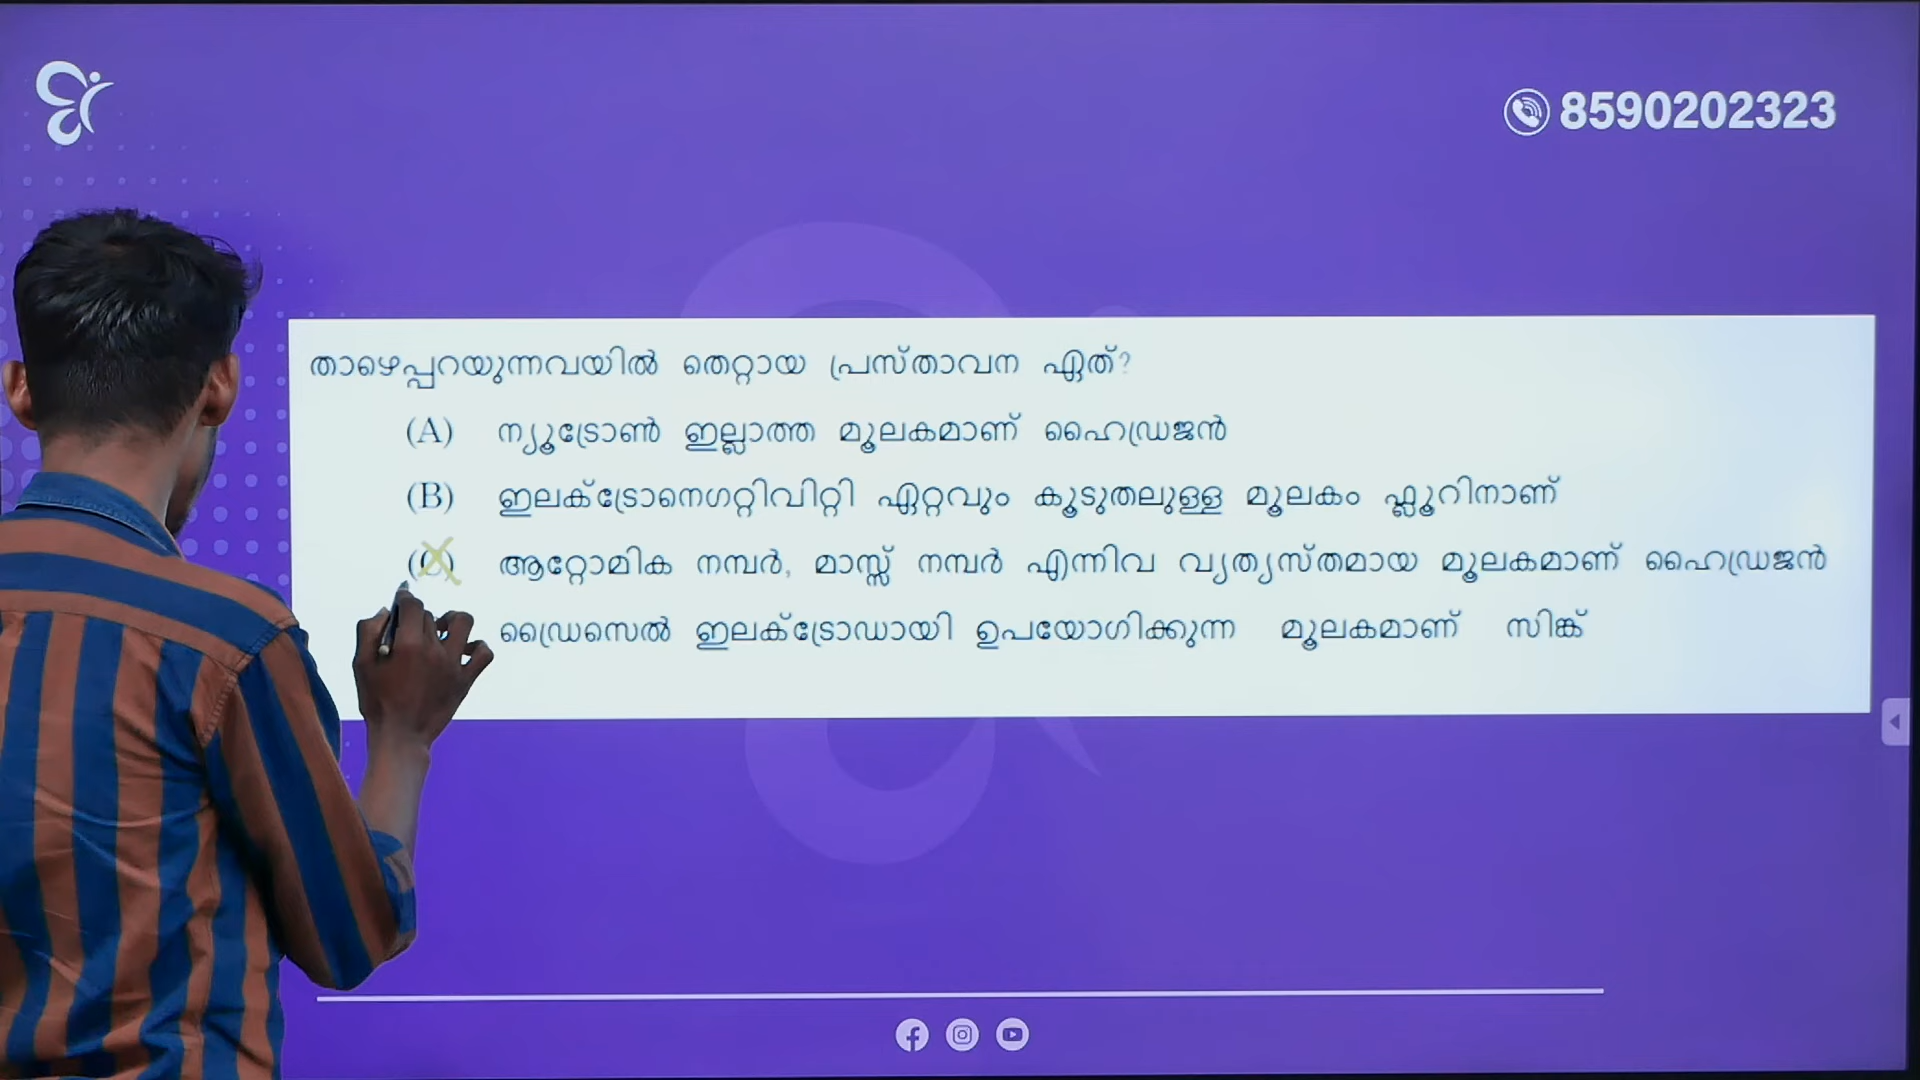 8590202323
താഴെപ്പറയുന്നവയിൽ തെറ്റായ പ്രസ്താവന ഏത്?
(A) ന്യൂട്രോൺ ഇല്ലാത്ത മൂലകമാണ് ഹൈഡ്രജൻ
(B) ഇലക്ട്രോനെഗറ്റിവിറ്റി ഏറ്റവും കൂടുതലുള്ള മൂലകം ഫ്ലൂറിനാണ്
(C) ആറ്റോമിക നമ്പർ, മാസ്സ് നമ്പർ എന്നിവ വ്യത്യസ്തമായ മൂലകമാണ് ഹൈഡ്രജൻ
ഡ്രൈസെൽ ഇലക്ട്രോഡായി ഉപയോഗിക്കുന്ന മൂലകമാണ് സിങ്ക്